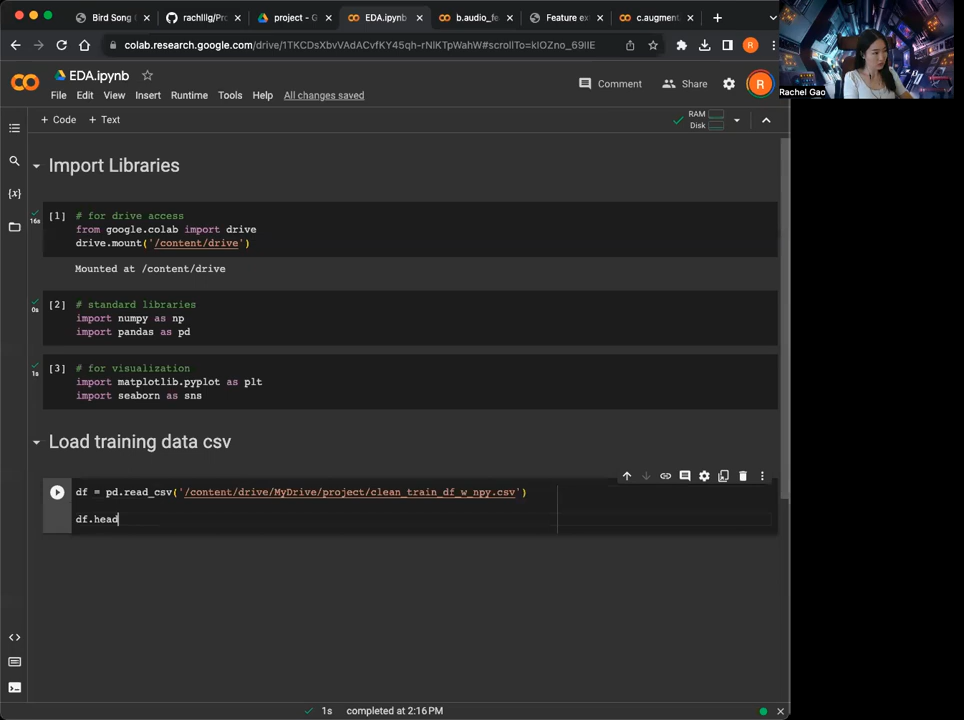 Bird Song C
rachlllg/Pro
project - G
EDA.ipynb
b.audio_fe
Feature ex
c.augment
colab.research.google.com/drive/1TKCDsXbvVAdACvfKY45qh-rNlKTpWahW#scrollTo=klOZno_69IlE
R
Rachel Gao
EDA.ipynb
Comment
Share
R
File Edit View Insert Runtime Tools Help All changes saved
+ Code + Text
RAM
Disk
Import Libraries
16s
[1] # for drive access
from google.colab import drive
drive.mount('/content/drive')
Mounted at /content/drive
0s
[2] # standard libraries
import numpy as np
import pandas as pd
1s
[3] # for visualization
import matplotlib.pyplot as plt
import seaborn as sns
Load training data csv
df = pd.read_csv('/content/drive/MyDrive/project/clean_train_df_w_npy.csv')
df.head
{x}
1s completed at 2:16 PM